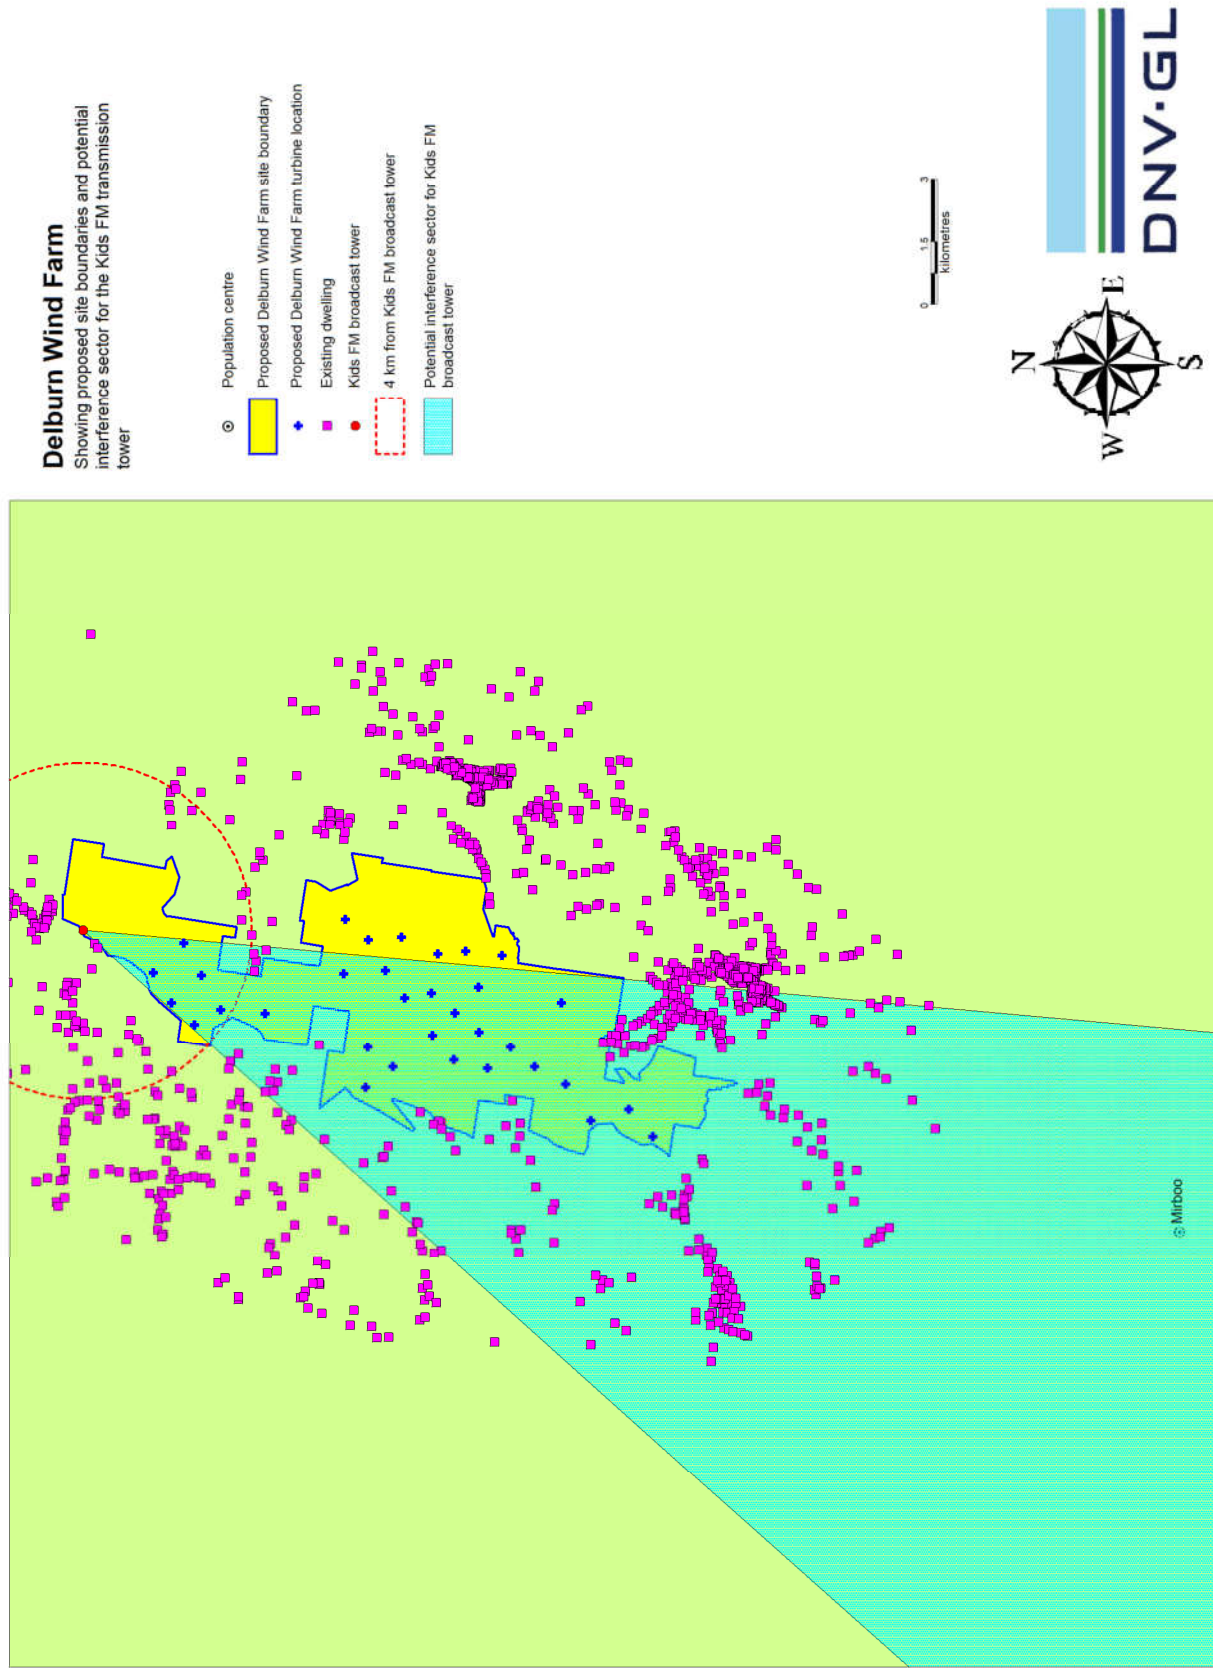 Delburn Wind Farm
Showing proposed site boundaries and potential
interference sector for the Kids FM transmission
tower
Population centre
Proposed Delburn Wind Farm site boundary
Proposed Delburn Wind Farm turbine location
Existing dwelling
Kids FM broadcast tower
4 km from Kids FM broadcast tower
Potential interference sector for Kids FM
broadcast tower
0 1.5 3
kilometres
N
W E
S
DNV·GL
Mirboo